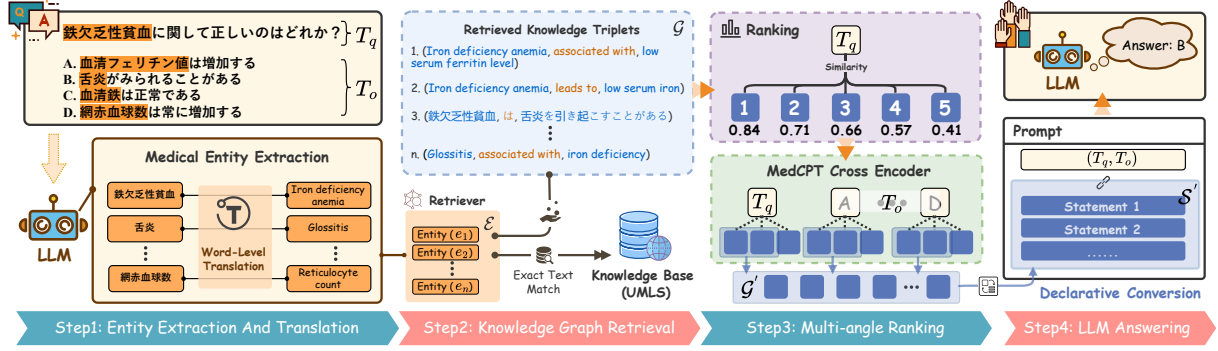 Q
A
鉄欠乏性貧血に関して正しいのはどれか？
T_q
A. 血清フェリチン値は増加する
B. 舌炎がみられることがある
C. 血清鉄は正常である
D. 網赤血球数は常に増加する
T_o
LLM
Medical Entity Extraction
鉄欠乏性貧血
Iron deficiency
anemia
舌炎
Glossitis
網赤血球数
Reticulocyte
count
T
Word-Level
Translation
Retrieved Knowledge Triplets
G
1. (Iron deficiency anemia, associated with, low
serum ferritin level)
2. (Iron deficiency anemia, leads to, low serum iron)
3. (鉄欠乏性貧血, は, 舌炎を引き起こすことがある)
n. (Glossitis, associated with, iron deficiency)
Retriever
E
Entity (e_1)
Entity (e_2)
Entity (e_n)
Exact Text
Match
Knowledge Base
(UMLS)
Ranking
T_q
Similarity
1 2 3 4 5
0.84 0.71 0.66 0.57 0.41
MedCPT Cross Encoder
T_q A T_o D
G'
LLM
Answer: B
Prompt
(T_q, T_o)
S'
Statement 1
Statement 2
......
Declarative Conversion
Step1: Entity Extraction And Translation
Step2: Knowledge Graph Retrieval
Step3: Multi-angle Ranking
Step4: LLM Answering